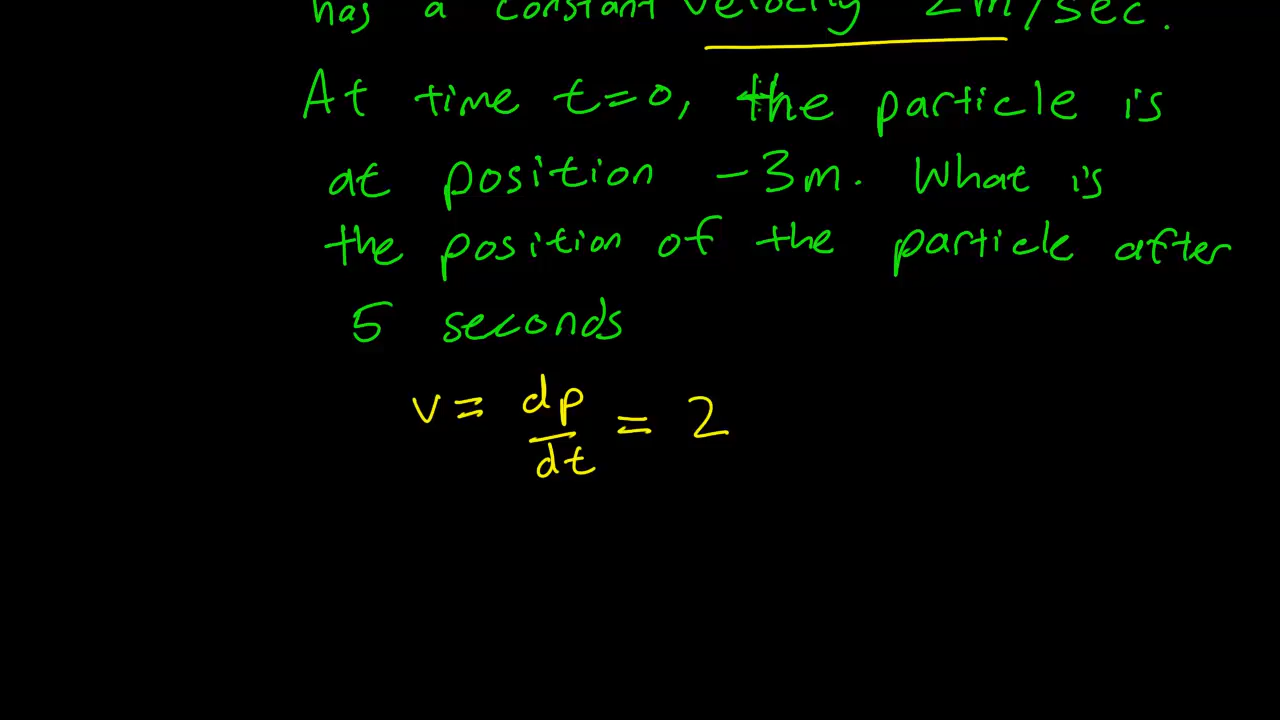 has a constant velocity 2m/sec.
At time t=0, the particle is
at position -3m. What is
the position of the particle after
5 seconds
v = dp/dt = 2